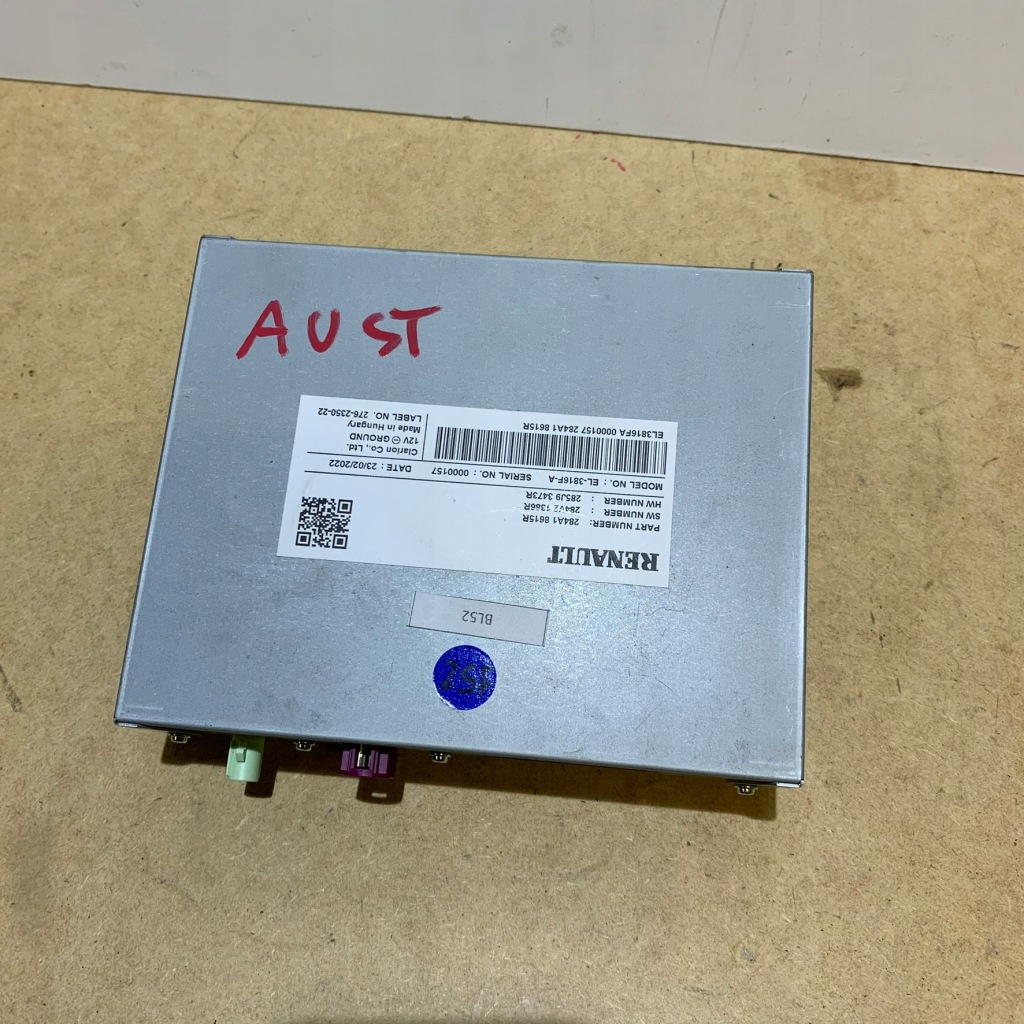 AUST
RENAULT
PART NUMBER: 284A1 8615R
SW NUMBER : 284V2 1386R
HW NUMBER : 285J9 3473R
MODEL NO. : EL-3816F-A SERIAL NO. : 0000157 DATE : 23/02/2022
EL3816FA 0000157 284A1 8615R
Clarion Co., Ltd.
12V ⊖ GROUND
Made in Hungary
LABEL NO. 276-2350-22
BL52